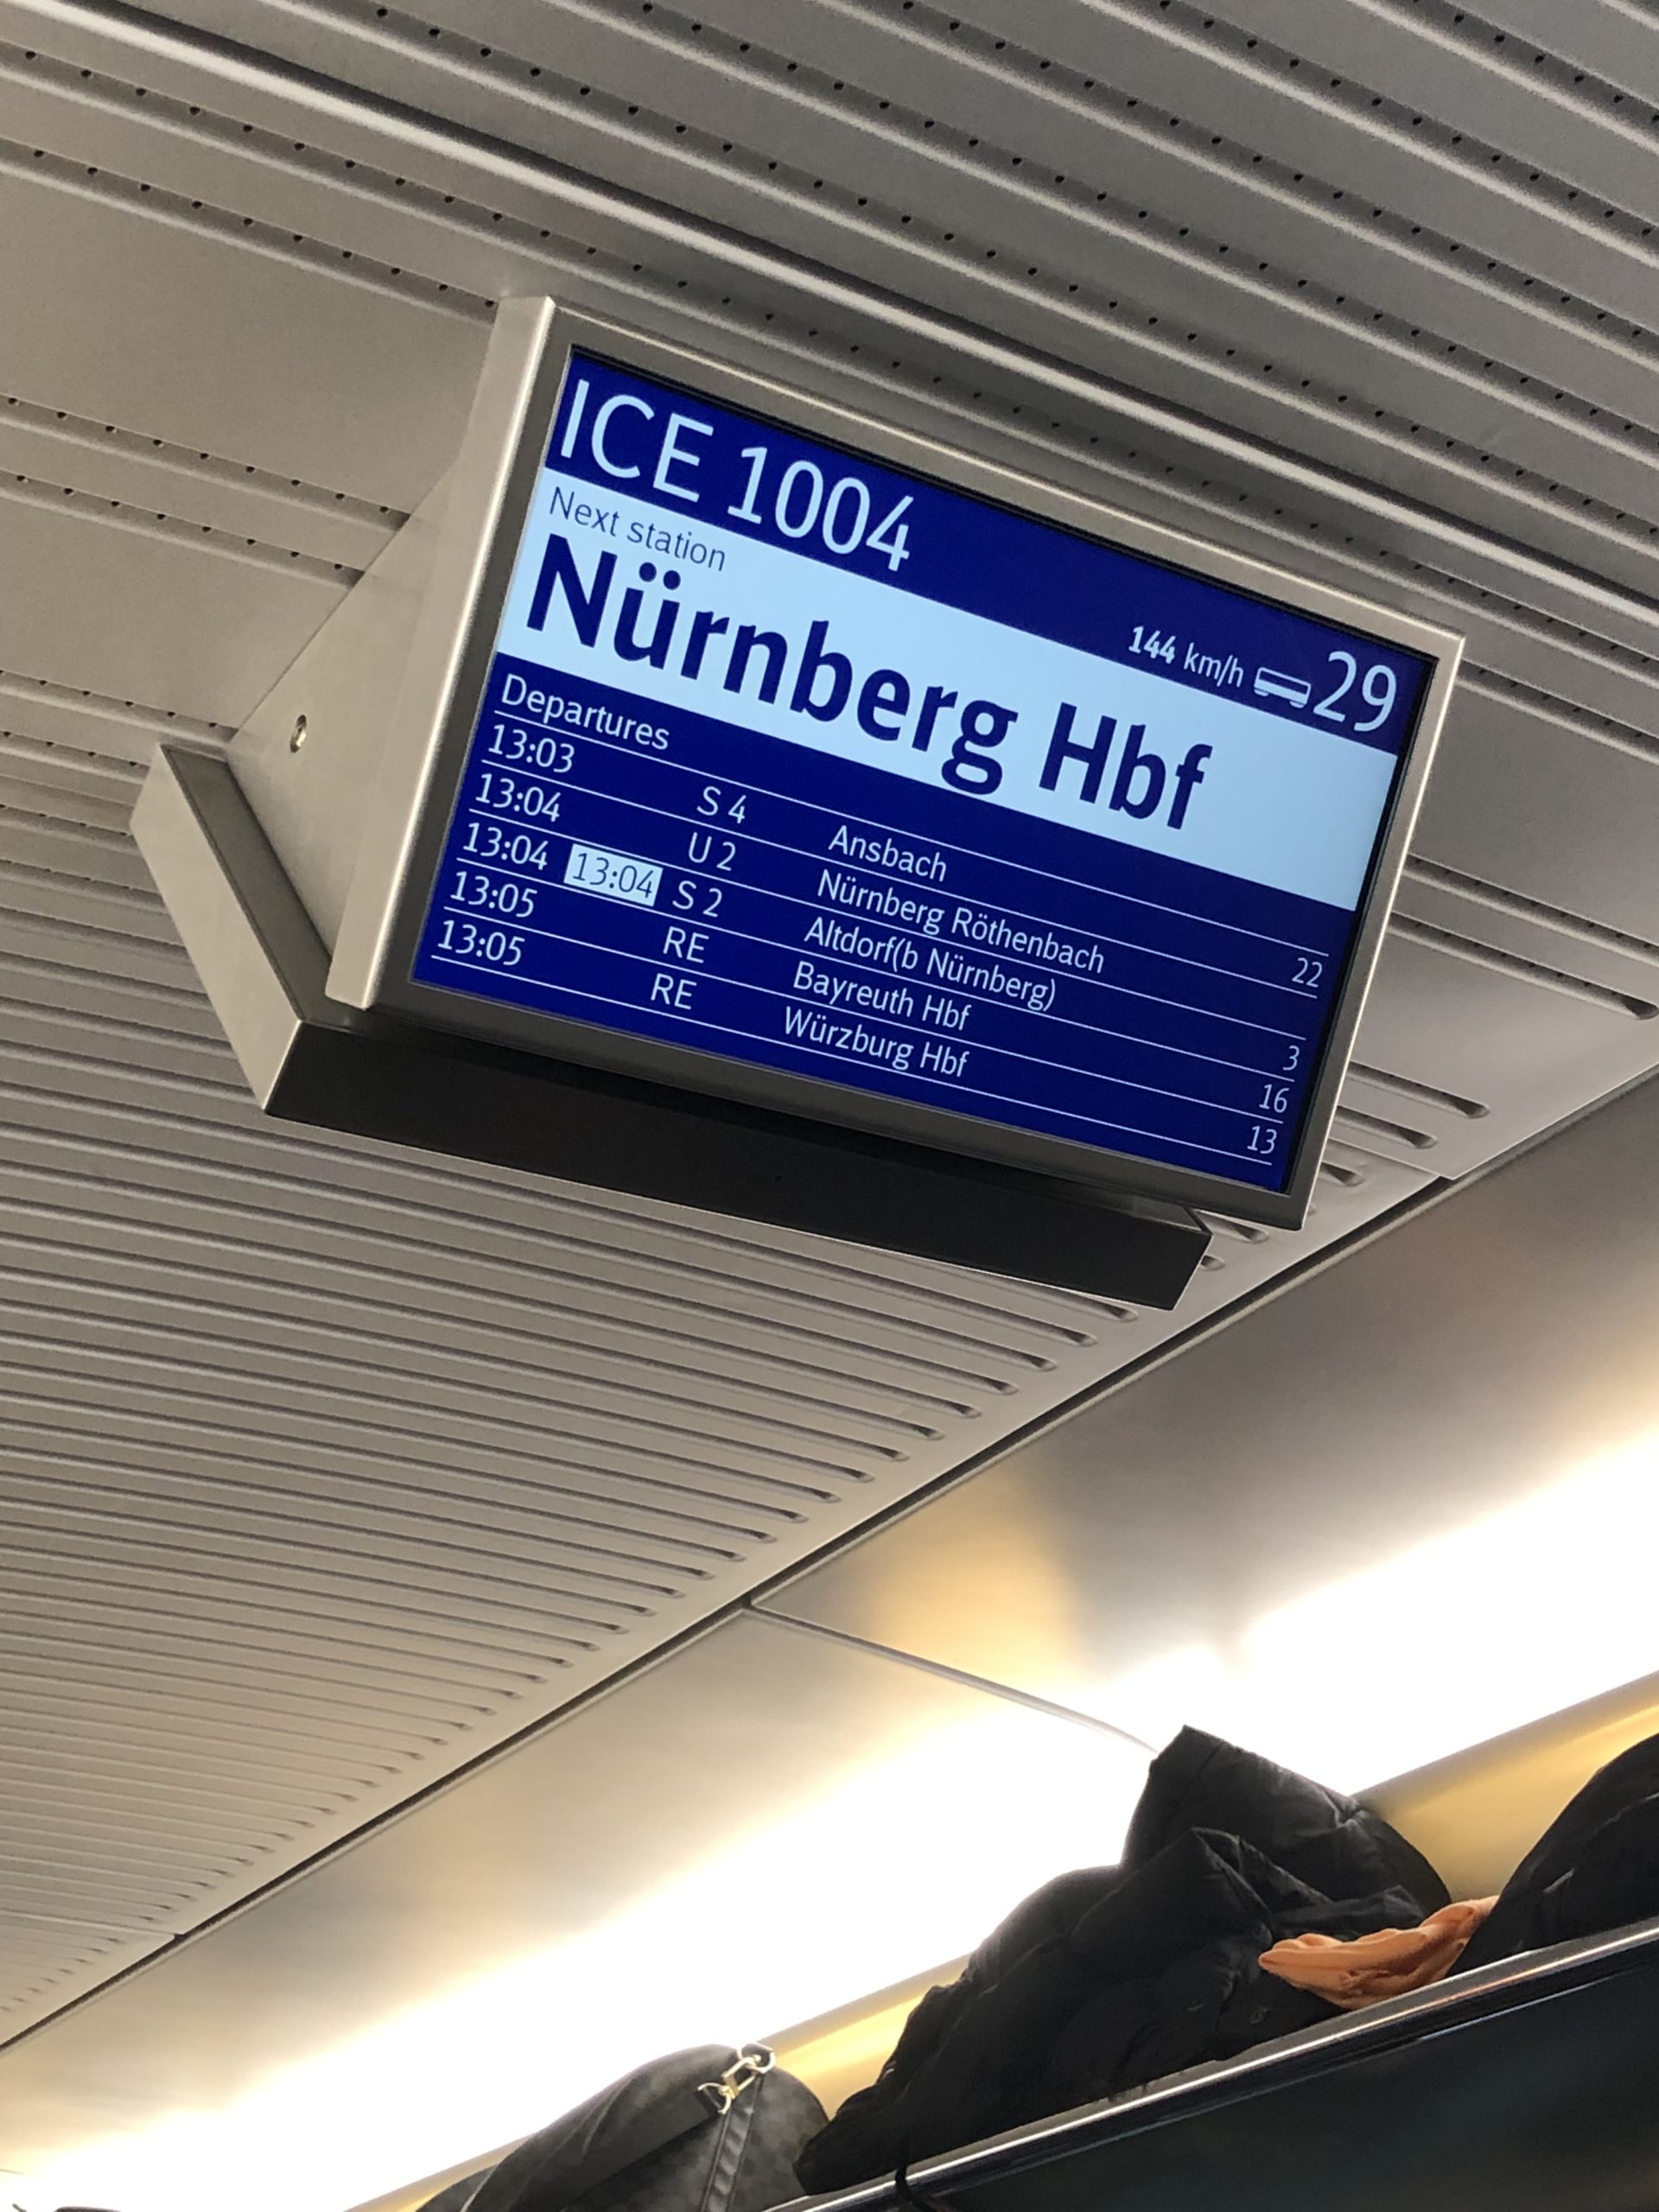 ICE 1004
144 km/h 29
Next station
Nürnberg Hbf
Departures
13:03 S 4 Ansbach 22
13:04 U 2 Nürnberg Röthenbach
13:04 13:04 S 2 Altdorf(b Nürnberg) 3
13:05 RE Bayreuth Hbf 16
13:05 RE Würzburg Hbf 13